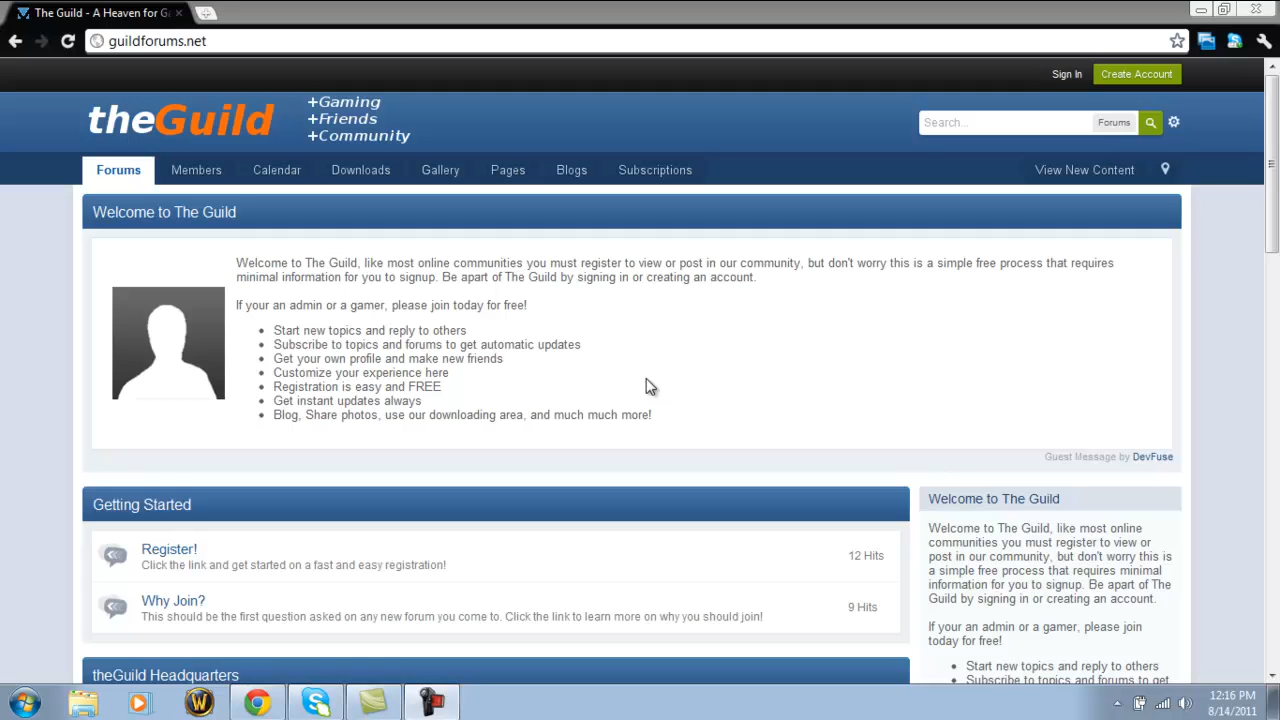 The Guild - A Heaven for G
guildforums.net
Sign In
Create Account
theGuild
+Gaming
+Friends
+Community
Search...
Forums
Forums
Members
Calendar
Downloads
Gallery
Pages
Blogs
Subscriptions
View New Content
Welcome to The Guild
Welcome to The Guild, like most online communities you must register to view or post in our community, but don't worry this is a simple free process that requires
minimal information for you to signup. Be apart of The Guild by signing in or creating an account.
If your an admin or a gamer, please join today for free!
Start new topics and reply to others
Subscribe to topics and forums to get automatic updates
Get your own profile and make new friends
Customize your experience here
Registration is easy and FREE
Get instant updates always
Blog, Share photos, use our downloading area, and much much more!
Guest Message by DevFuse
Getting Started
Register!
Click the link and get started on a fast and easy registration!
12 Hits
Why Join?
This should be the first question asked on any new forum you come to. Click the link to learn more on why you should join!
9 Hits
theGuild Headquarters
Welcome to The Guild
Welcome to The Guild, like most online
communities you must register to view or
post in our community, but don't worry this is
a simple free process that requires minimal
information for you to signup. Be apart of The
Guild by signing in or creating an account.
If your an admin or a gamer, please join
today for free!
Start new topics and reply to others
Subscribe to topics and forums to get
12:16 PM
8/14/2011